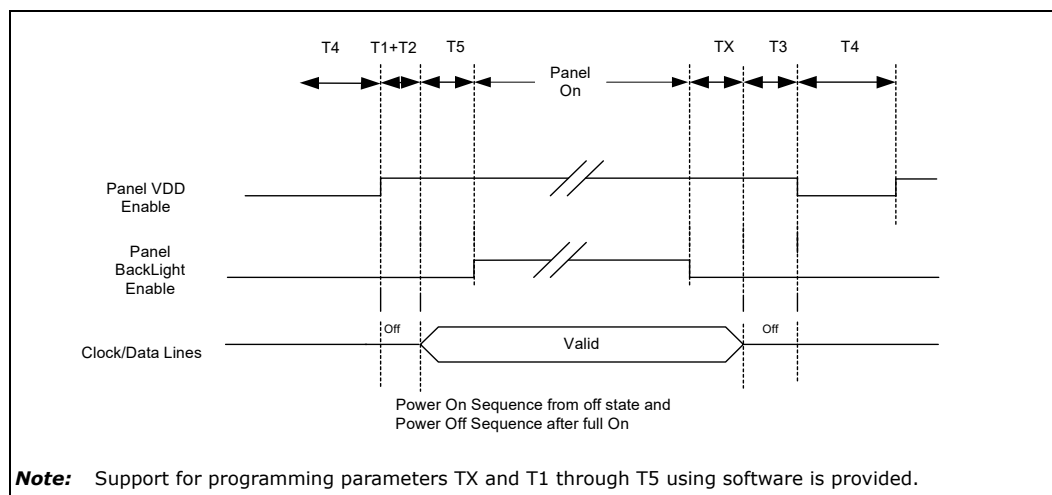 T4 T1+T2 T5 TX T3 T4
Panel
On
Panel VDD
Enable
Panel
BackLight
Enable
Off Off
Clock/Data Lines Valid
Power On Sequence from off state and
Power Off Sequence after full On
Note: Support for programming parameters TX and T1 through T5 using software is provided.